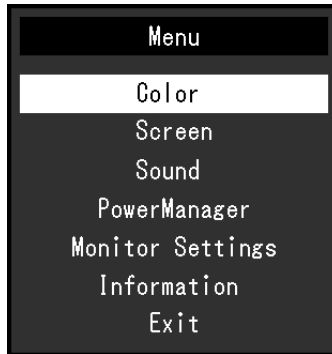 Menu
Color
Screen
Sound
PowerManager
Monitor Settings
Information
Exit